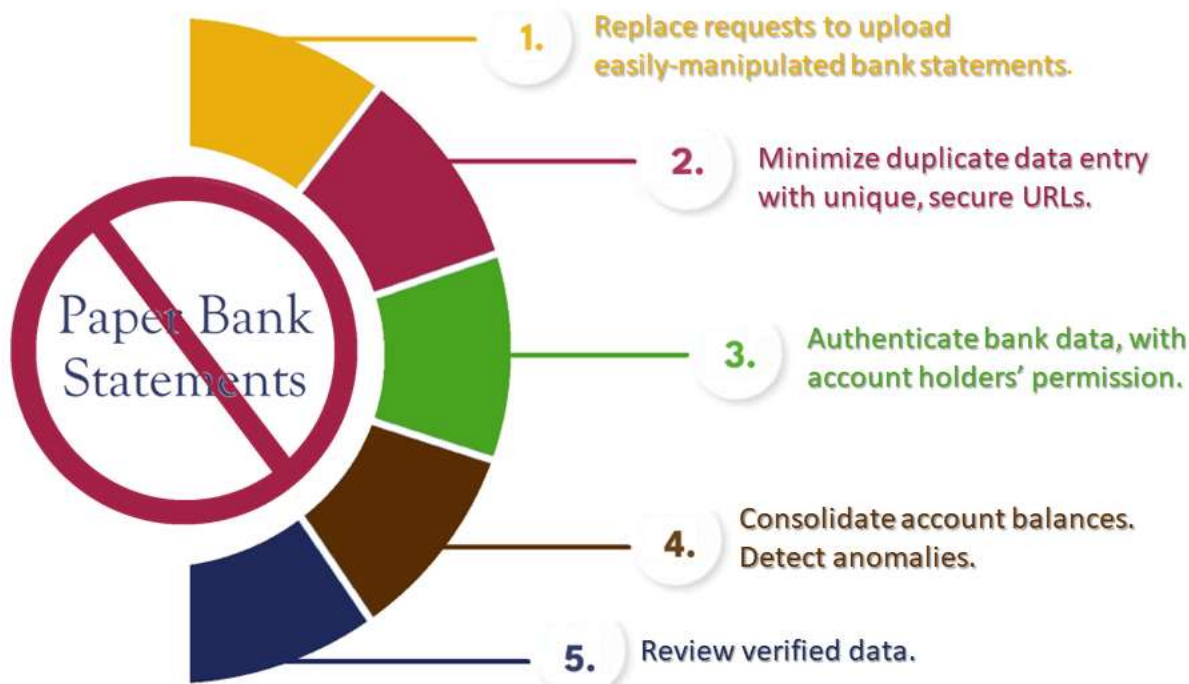 Paper Bank
Statements
1.
Replace requests to upload
easily-manipulated bank statements.
2.
Minimize duplicate data entry
with unique, secure URLs.
3.
Authenticate bank data, with
account holders’ permission.
4.
Consolidate account balances.
Detect anomalies.
5.
Review verified data.